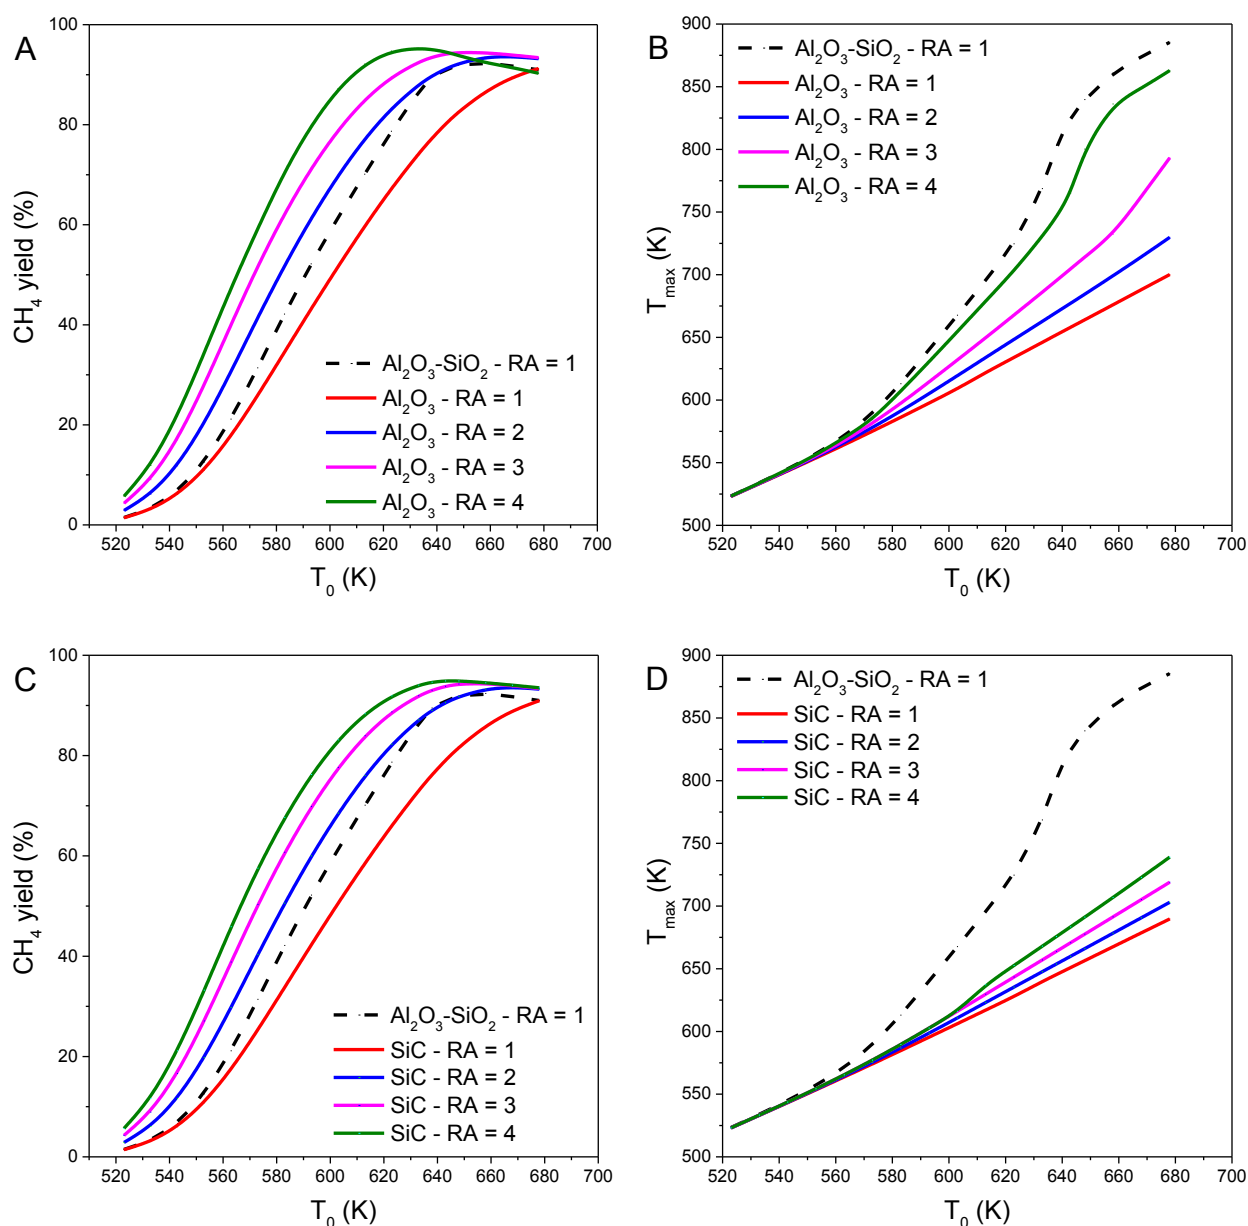 A
CH₄ yield (%)
100
80
60
40
20
0
Al₂O₃-SiO₂ - RA = 1
Al₂O₃ - RA = 1
Al₂O₃ - RA = 2
Al₂O₃ - RA = 3
Al₂O₃ - RA = 4
520 540 560 580 600 620 640 660 680 700
T₀ (K)
B
Tmax (K)
900
850
800
750
700
650
600
550
500
Al₂O₃-SiO₂ - RA = 1
Al₂O₃ - RA = 1
Al₂O₃ - RA = 2
Al₂O₃ - RA = 3
Al₂O₃ - RA = 4
520 540 560 580 600 620 640 660 680 700
T₀ (K)
C
CH₄ yield (%)
100
80
60
40
20
0
Al₂O₃-SiO₂ - RA = 1
SiC - RA = 1
SiC - RA = 2
SiC - RA = 3
SiC - RA = 4
520 540 560 580 600 620 640 660 680 700
T₀ (K)
D
Tmax (K)
900
850
800
750
700
650
600
550
500
Al₂O₃-SiO₂ - RA = 1
SiC - RA = 1
SiC - RA = 2
SiC - RA = 3
SiC - RA = 4
520 540 560 580 600 620 640 660 680 700
T₀ (K)